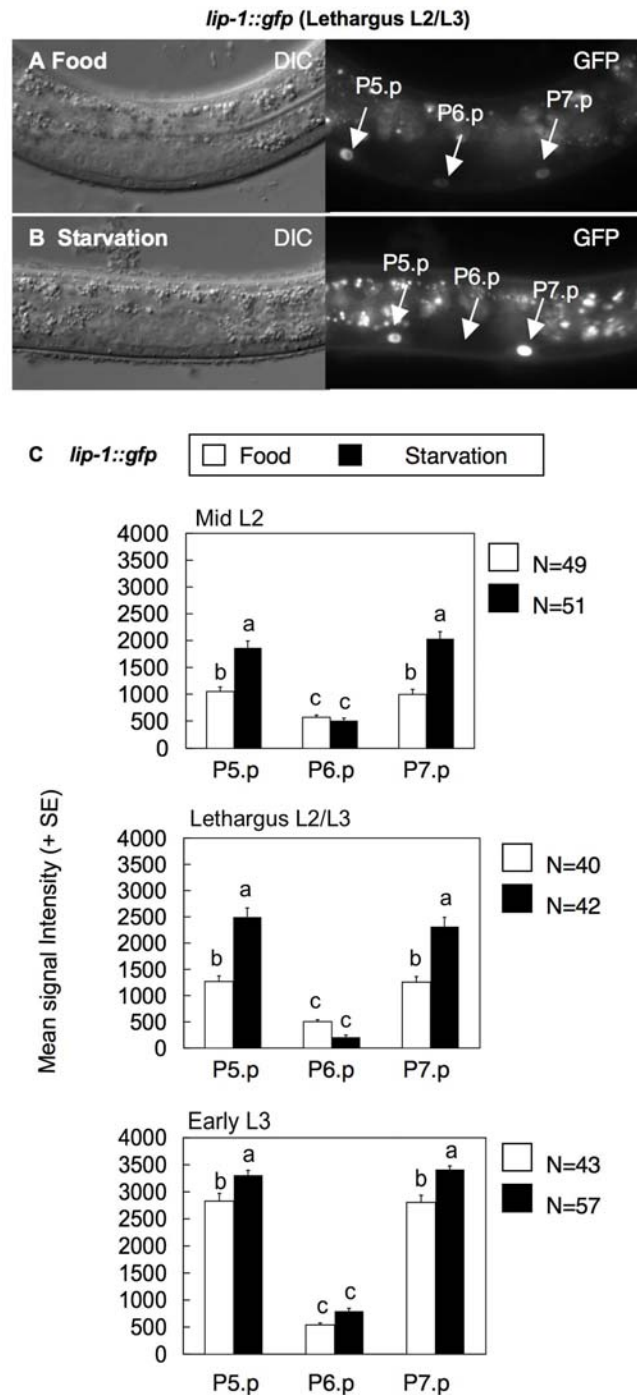 lip-1::gfp (Lethargus L2/L3)
A Food DIC GFP
P5.p P6.p P7.p
B Starvation DIC GFP
P5.p P6.p P7.p
C lip-1::gfp Food Starvation
Mean signal Intensity (+ SE)
Mid L2
4000
3500
3000
2500
2000
1500
1000
500
0
b a c c b a
P5.p P6.p P7.p
N=49
N=51
Lethargus L2/L3
4000
3500
3000
2500
2000
1500
1000
500
0
b a c c b a
P5.p P6.p P7.p
N=40
N=42
Early L3
4000
3500
3000
2500
2000
1500
1000
500
0
b a c c b a
P5.p P6.p P7.p
N=43
N=57